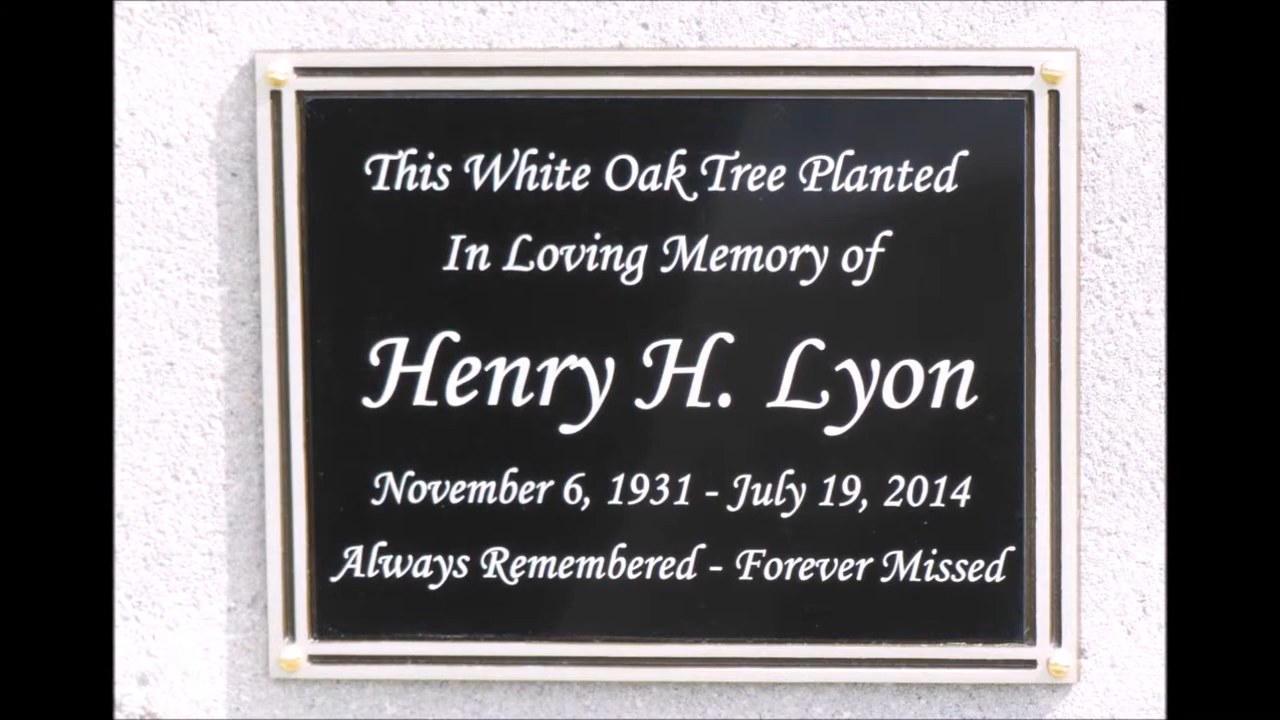 This White Oak Tree Planted
In Loving Memory of
Henry H. Lyon
November 6, 1931 - July 19, 2014
Always Remembered - Forever Missed